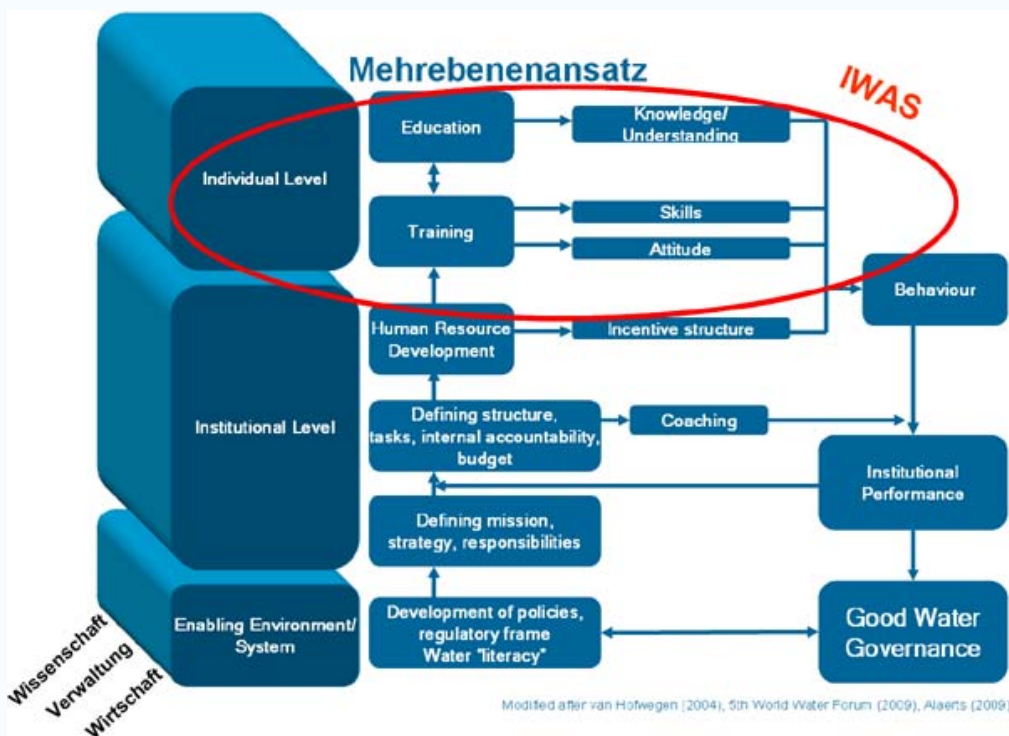 Mehrebenenansatz
IWAS
Individual Level
Education
Knowledge/
Understanding
Training
Skills
Attitude
Behaviour
Institutional Level
Human Resource
Development
Incentive structure
Defining structure,
tasks, internal accountability,
budget
Coaching
Institutional
Performance
Defining mission,
strategy, responsibilities
Enabling Environment/
System
Development of policies,
regulatory frame
Water "literacy"
Good Water
Governance
Wissenschaft
Verwaltung
Wirtschaft
Modified after van Hofwegen (2004), 5th World Water Forum (2009), Alaerts (2009)